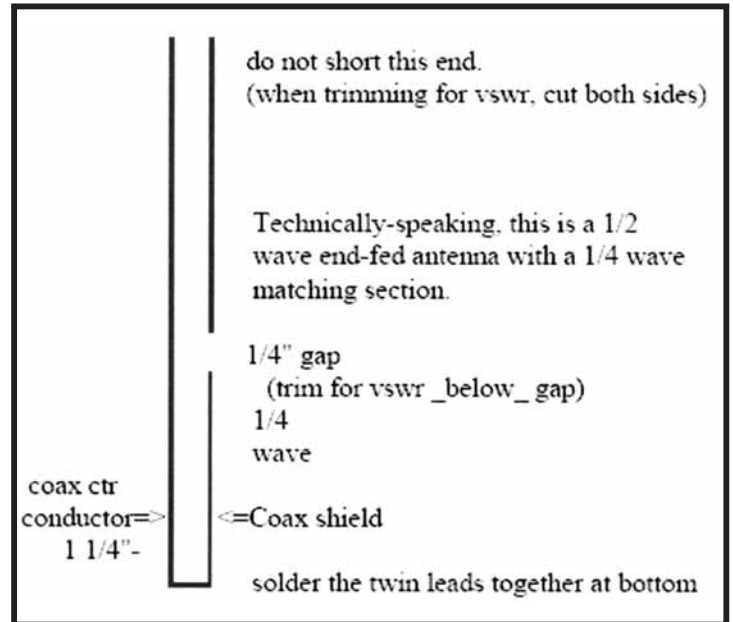 do not short this end.
(when trimming for vswr, cut both sides)
Technically-speaking, this is a 1/2
wave end-fed antenna with a 1/4 wave
matching section.
1/4" gap
(trim for vswr _below_ gap)
1/4
wave
coax ctr
conductor=>
<=Coax shield
1 1/4"-
solder the twin leads together at bottom